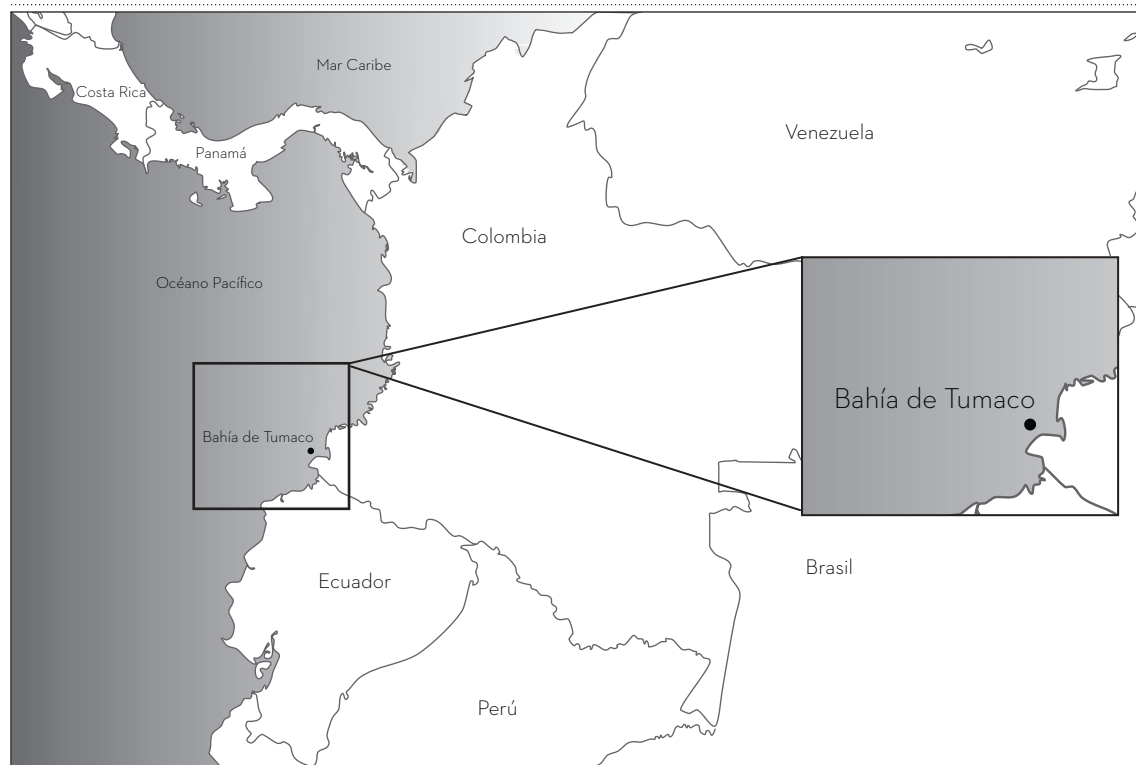 Mar Caribe
Costa Rica
Panamá
Venezuela
Colombia
Océano Pacífico
Bahía de Tumaco
Bahía de Tumaco
Ecuador
Brasil
Perú